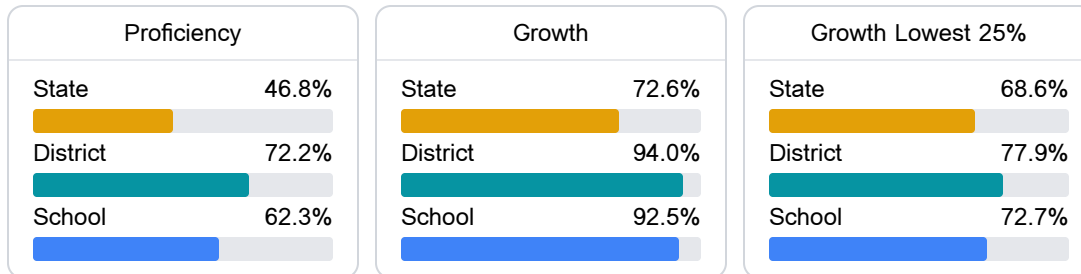 Proficiency
State 46.8%
District 72.2%
School 62.3%
Growth
State 72.6%
District 94.0%
School 92.5%
Growth Lowest 25%
State 68.6%
District 77.9%
School 72.7%